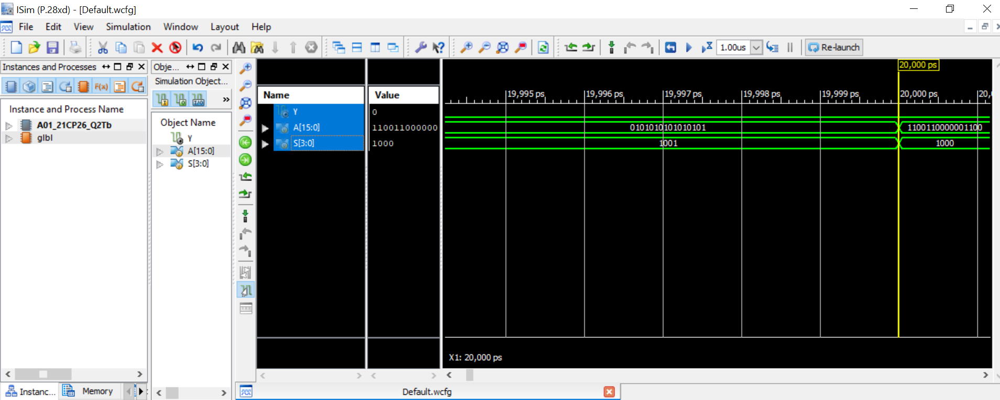 ISim (P.28xd) - [Default.wcfg]
File Edit View Simulation Window Layout Help
1.00us Re-launch
Instances and Processes
Obje...
Simulation Object...
F(x)
Instance and Process Name
A01_21CP26_Q2Tb
glbl
Object Name
Y
A[15:0]
S[3:0]
Name Value
Y 0
A[15:0] 110011000000
S[3:0] 1000
20,000 ps
19,995 ps 19,996 ps 19,997 ps 19,998 ps 19,999 ps 20,000 ps 20,
0101010101010101 1100110000001100
1001 1000
X1: 20,000 ps
Instanc... Memory
Default.wcfg